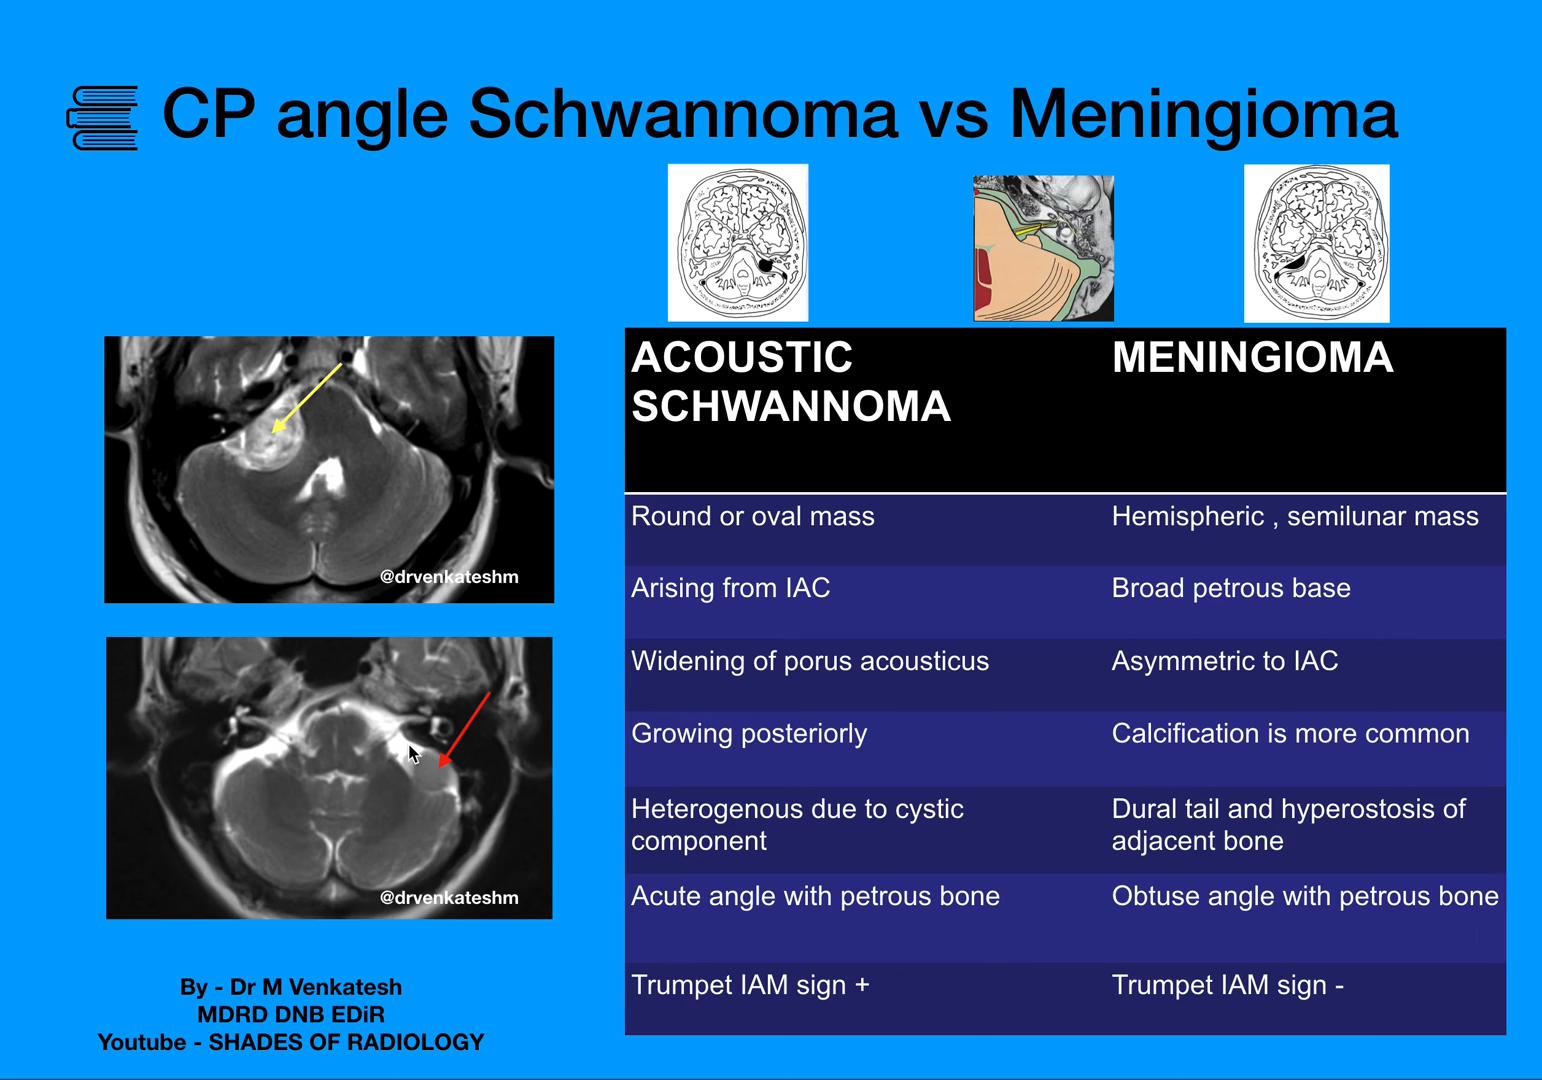 CP angle Schwannoma vs Meningioma
ACOUSTIC
SCHWANNOMA
MENINGIOMA
Round or oval mass
Hemispheric , semilunar mass
Arising from IAC
Broad petrous base
Widening of porus acousticus
Asymmetric to IAC
Growing posteriorly
Calcification is more common
Heterogenous due to cystic
component
Dural tail and hyperostosis of
adjacent bone
Acute angle with petrous bone
Obtuse angle with petrous bone
Trumpet IAM sign +
Trumpet IAM sign -
@drvenkateshm
@drvenkateshm
By - Dr M Venkatesh
MDRD DNB EDiR
Youtube - SHADES OF RADIOLOGY